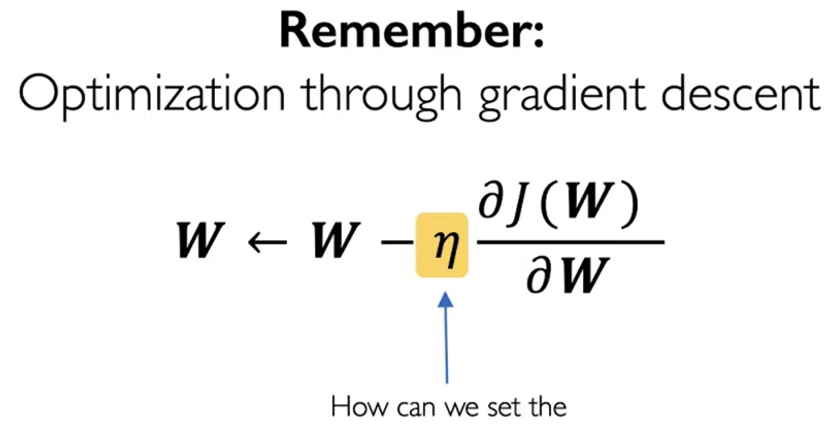 Remember:
Optimization through gradient descent
W ← W − η ∂J(W)/∂W
How can we set the